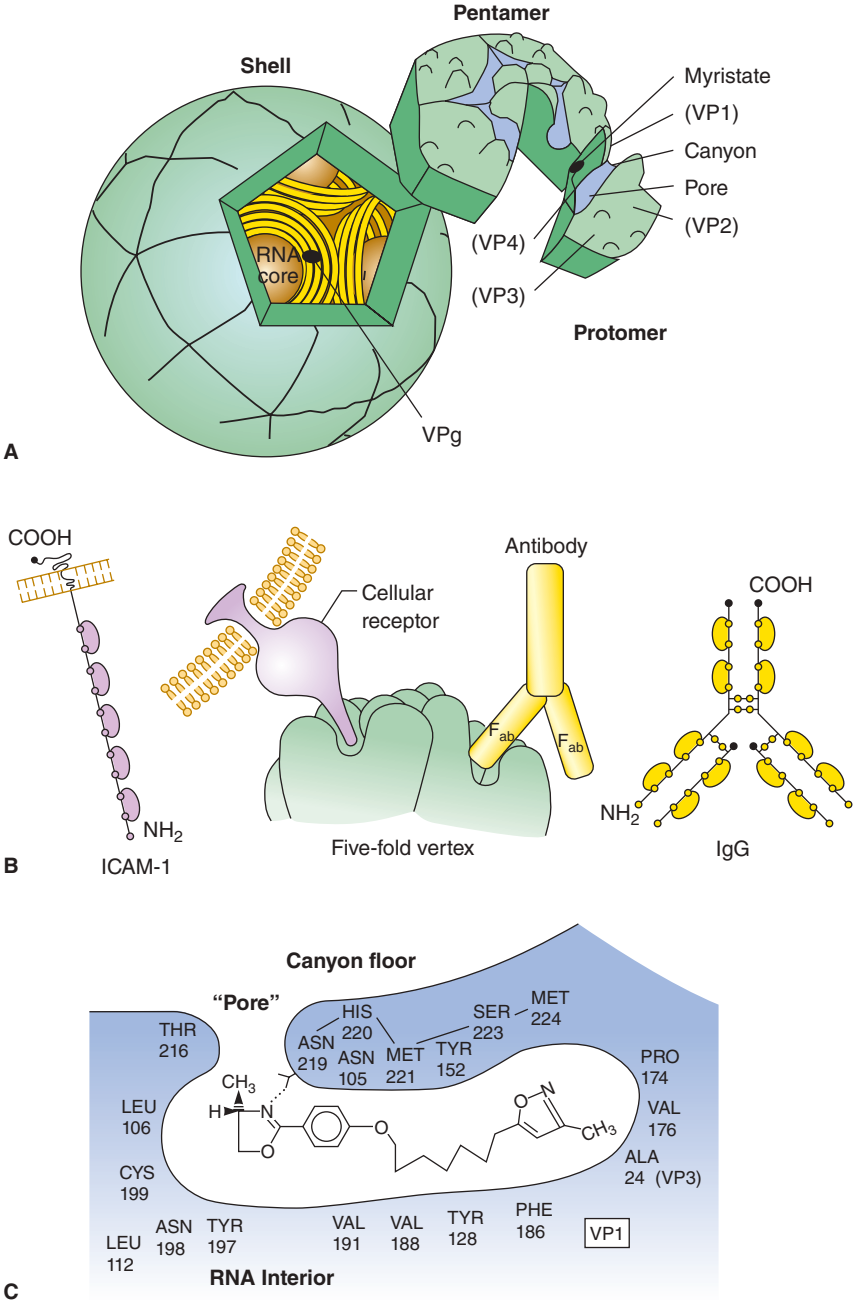 Pentamer
Shell
Myristate
(VP1)
Canyon
Pore
(VP2)
(VP4)
(VP3)
Protomer
RNA
core
VPg
A
COOH
NH2
ICAM-1
Cellular
receptor
Antibody
Fab
Fab
Five-fold vertex
COOH
NH2
IgG
B
Canyon floor
"Pore"
THR
216
HIS
220
SER
223
MET
224
ASN
219
ASN
105
MET
221
TYR
152
PRO
174
CH3
H
N
O
O
O
N
CH3
LEU
106
VAL
176
ALA
24 (VP3)
CYS
199
LEU
112
ASN
198
TYR
197
VAL
191
VAL
188
TYR
128
PHE
186
VP1
RNA Interior
C